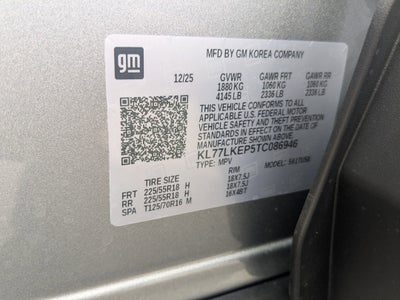 gm
MFD BY GM KOREA COMPANY
12/25 GVWR GAWR FRT GAWR RR
1880 KG 1060 KG 1060 KG
4145 LB 2336 LB 2336 LB
THIS VEHICLE CONFORMS TO ALL
APPLICABLE U.S. FEDERAL MOTOR
VEHICLE SAFETY AND THEFT PREVENTION
STANDARDS IN EFFECT ON THE DATE
OF MANUFACTURE SHOWN ABOVE.
KL77LKEP5TC086946
TYPE: MPV MODEL:
TIRE SIZE RIM
FRT 225/55R18 H 18X7.5J
RR 225/55R18 H 18X7.5J
SPA T125/70R16 M 16X4BT